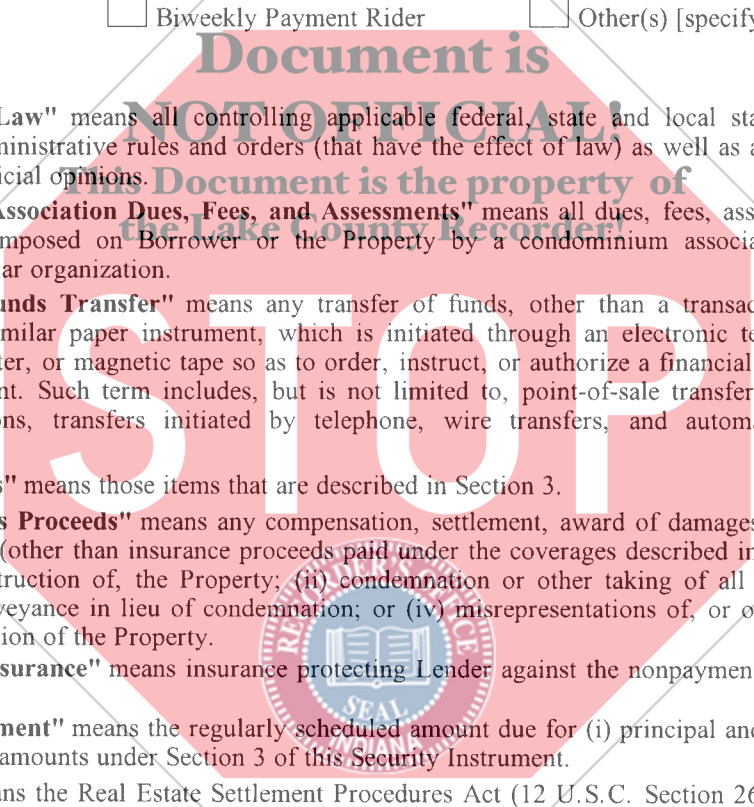 Biweekly Payment Rider Other(s) [specify
Document is
Law" means all controlling applicable federal, state and local sta
NOT OFFICIAL!
ministrative rules and orders (that have the effect of law) as well as a
icial opinions.
This Document is the property of
Association Dues, Fees, and Assessments" means all dues, fees, ass
the Lake County Recorder!
mposed on Borrower or the Property by a condominium associa
lar organization.
unds Transfer" means any transfer of funds, other than a transac
milar paper instrument, which is initiated through an electronic te
ter, or magnetic tape so as to order, instruct, or authorize a financial
nt. Such term includes, but is not limited to, point-of-sale transfer
ons, transfers initiated by telephone, wire transfers, and autom
STOP
s" means those items that are described in Section 3.
s Proceeds" means any compensation, settlement, award of damages
(other than insurance proceeds paid under the coverages described in
truction of, the Property; (ii) condemnation or other taking of all
veyance in lieu of condemnation; or (iv) misrepresentations of, or o
tion of the Property.
surance" means insurance protecting Lender against the nonpaymen
RECORDER'S OFFICE
SEAL
INDIANA
ment" means the regularly scheduled amount due for (i) principal and
amounts under Section 3 of this Security Instrument.
ans the Real Estate Settlement Procedures Act (12 U.S.C. Section 26